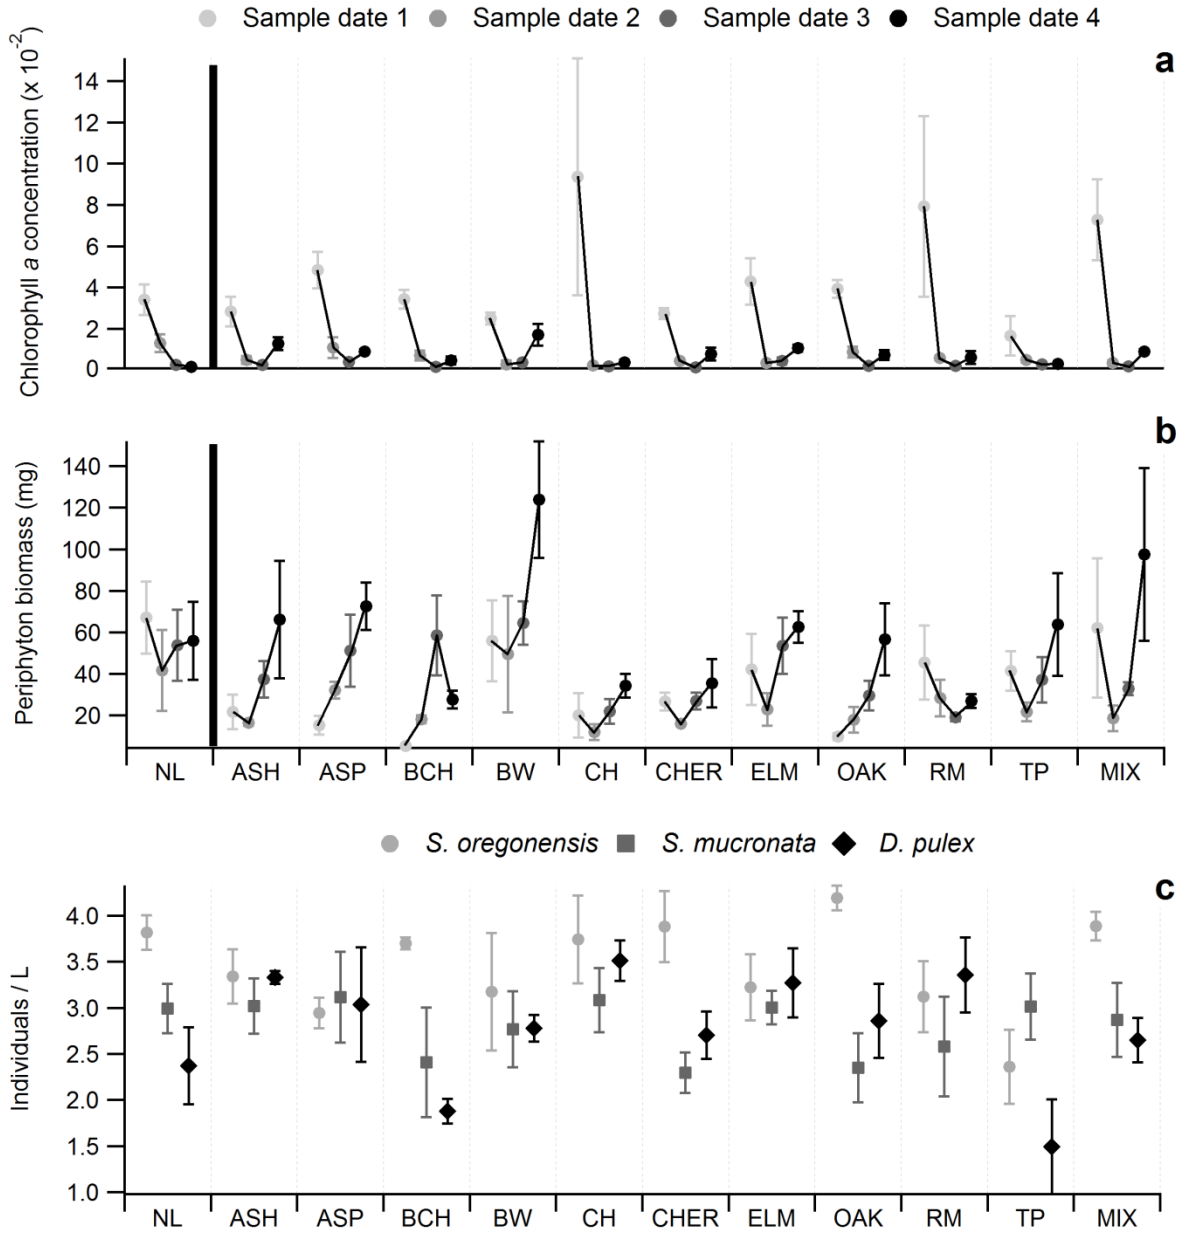 Sample date 1 Sample date 2 Sample date 3 Sample date 4
a
Chlorophyll a concentration (x 10-2)
14
12
10
8
6
4
2
0
b
Periphyton biomass (mg)
140
120
100
80
60
40
20
NL ASH ASP BCH BW CH CHER ELM OAK RM TP MIX
S. oregonensis S. mucronata D. pulex
c
Individuals / L
4.0
3.5
3.0
2.5
2.0
1.5
1.0
NL ASH ASP BCH BW CH CHER ELM OAK RM TP MIX